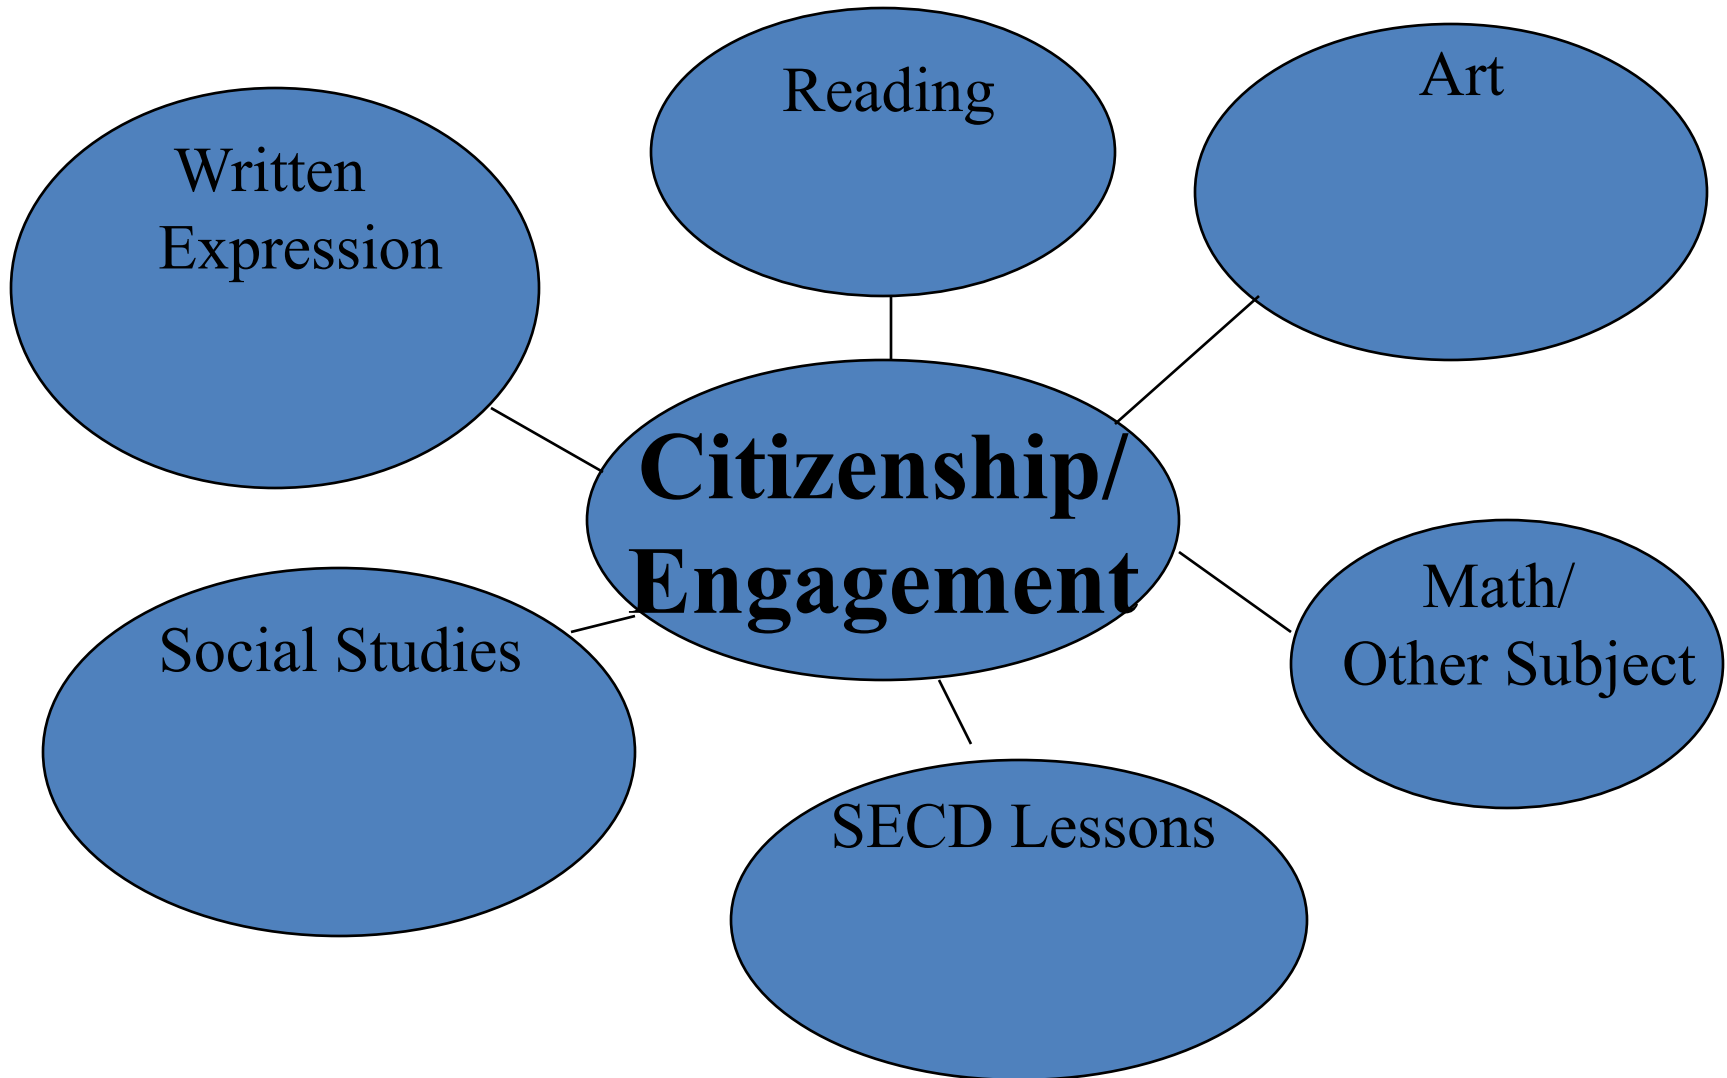 Reading
Art
Written
Expression
Citizenship/
Engagement
Math/
Other Subject
Social Studies
SECD Lessons